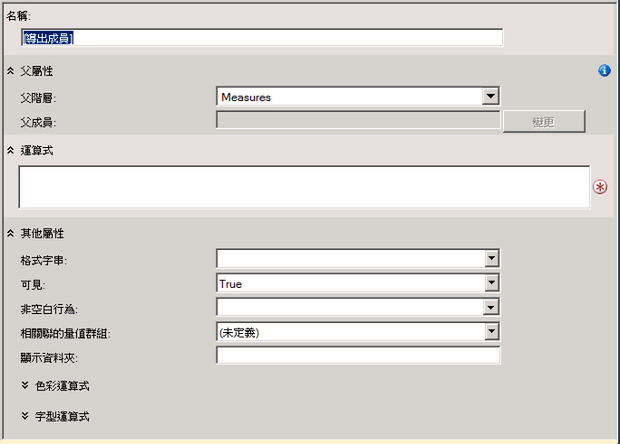 名稱:
[導出成員]
父屬性
父階層:
Measures
父成員:
變更
運算式
其他屬性
格式字串:
可見:
True
非空白行為:
相關聯的量值群組:
(未定義)
顯示資料夾:
色彩運算式
字型運算式